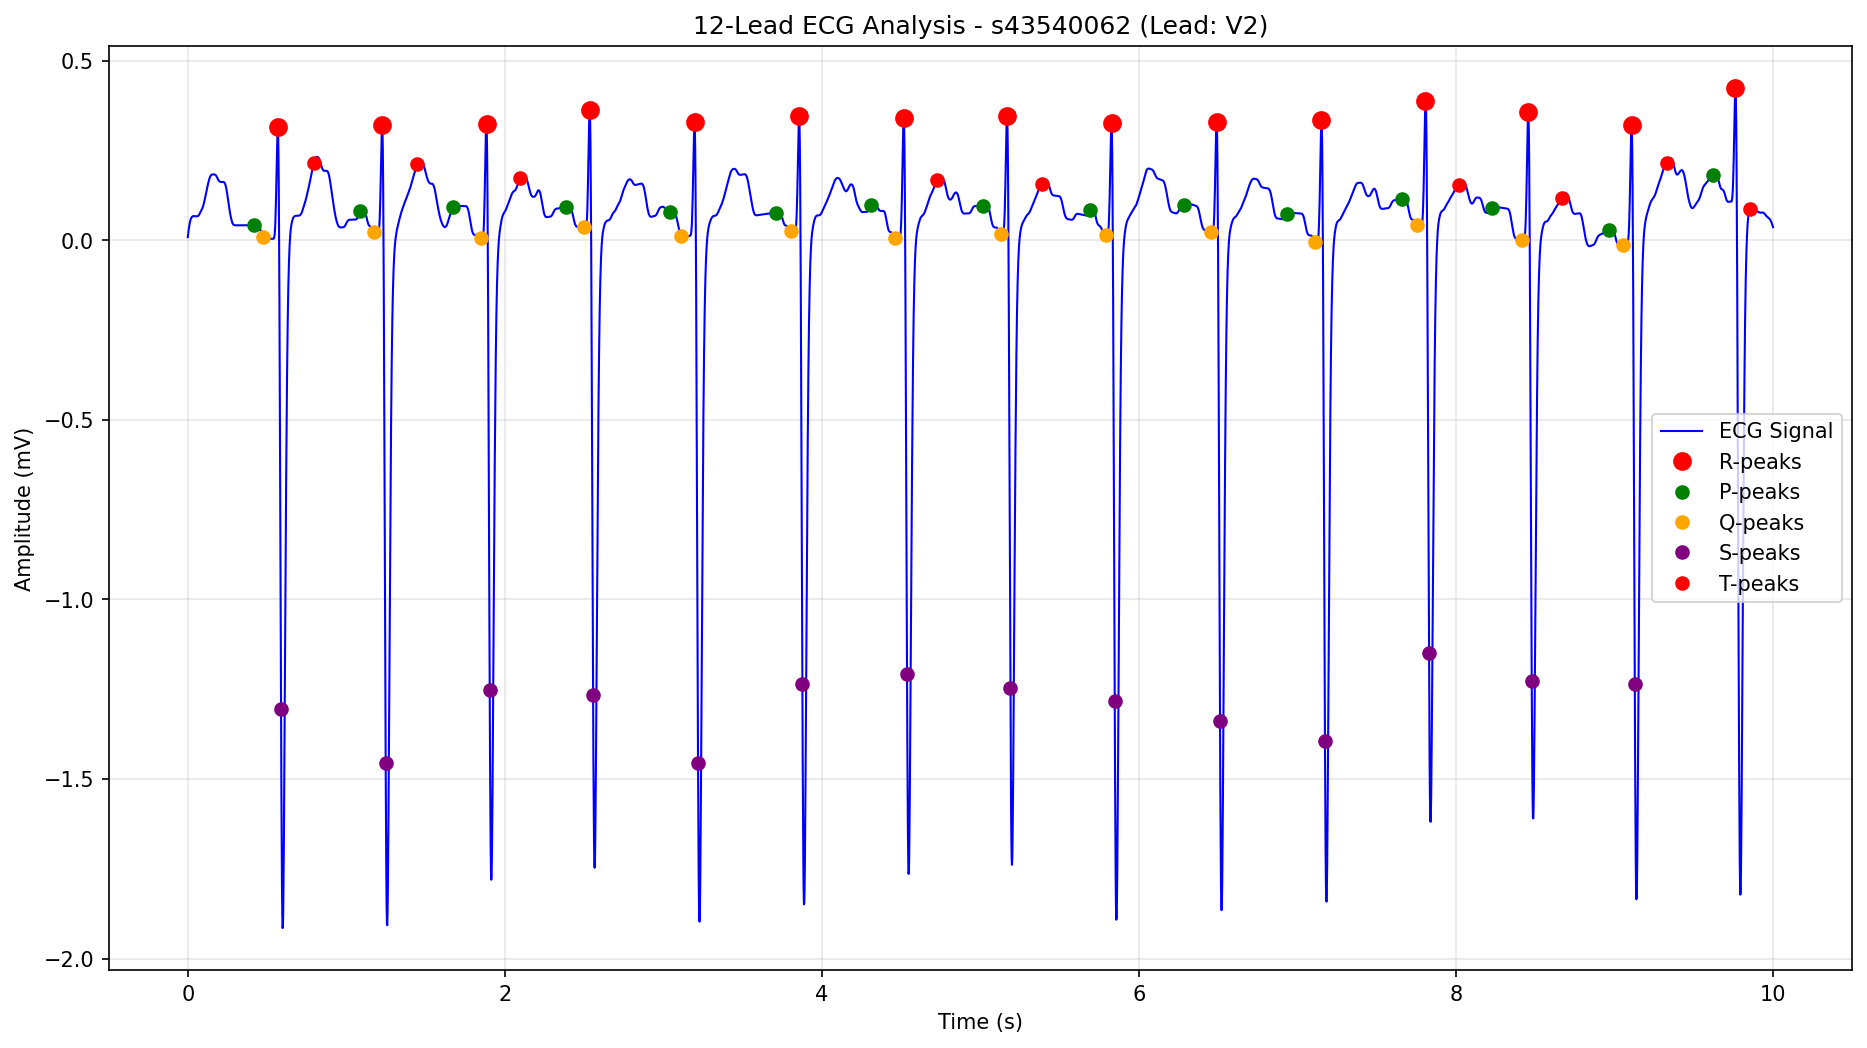 12-Lead ECG Analysis - s43540062 (Lead: V2)
Amplitude (mV)
0.5
0.0
−0.5
−1.0
−1.5
−2.0
ECG Signal
R-peaks
P-peaks
Q-peaks
S-peaks
T-peaks
0 2 4 6 8 10
Time (s)